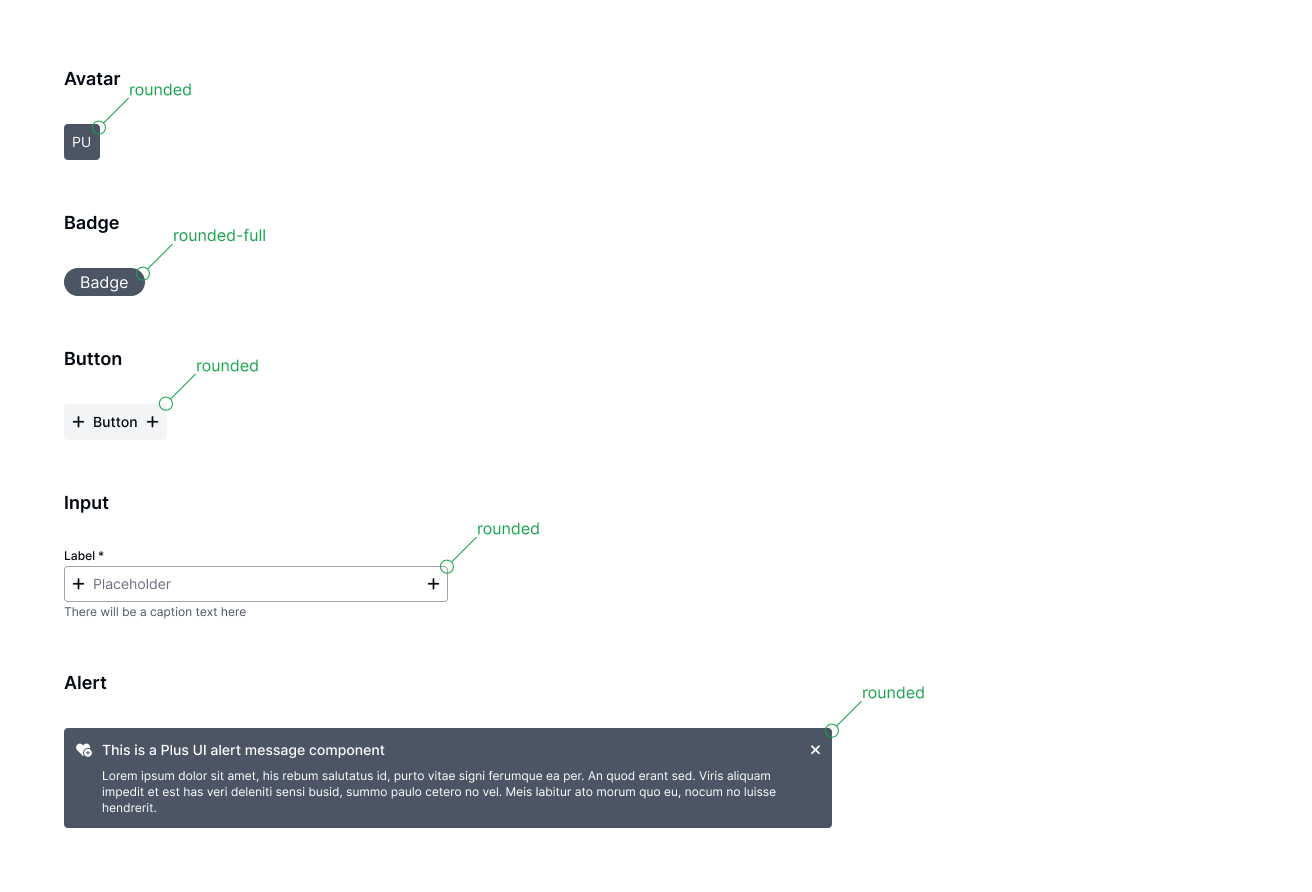 Avatar
rounded
PU
Badge
rounded-full
Badge
Button
rounded
+ Button +
Input
rounded
Label *
+ Placeholder +
There will be a caption text here
Alert
rounded
This is a Plus UI alert message component
Lorem ipsum dolor sit amet, his rebum salutatus id, purto vitae signi ferumque ea per. An quod erant sed. Viris aliquam
impedit et est has veri deleniti sensi busid, summo paulo cetero no vel. Meis labitur ato morum quo eu, nocum no luisse
hendrerit.